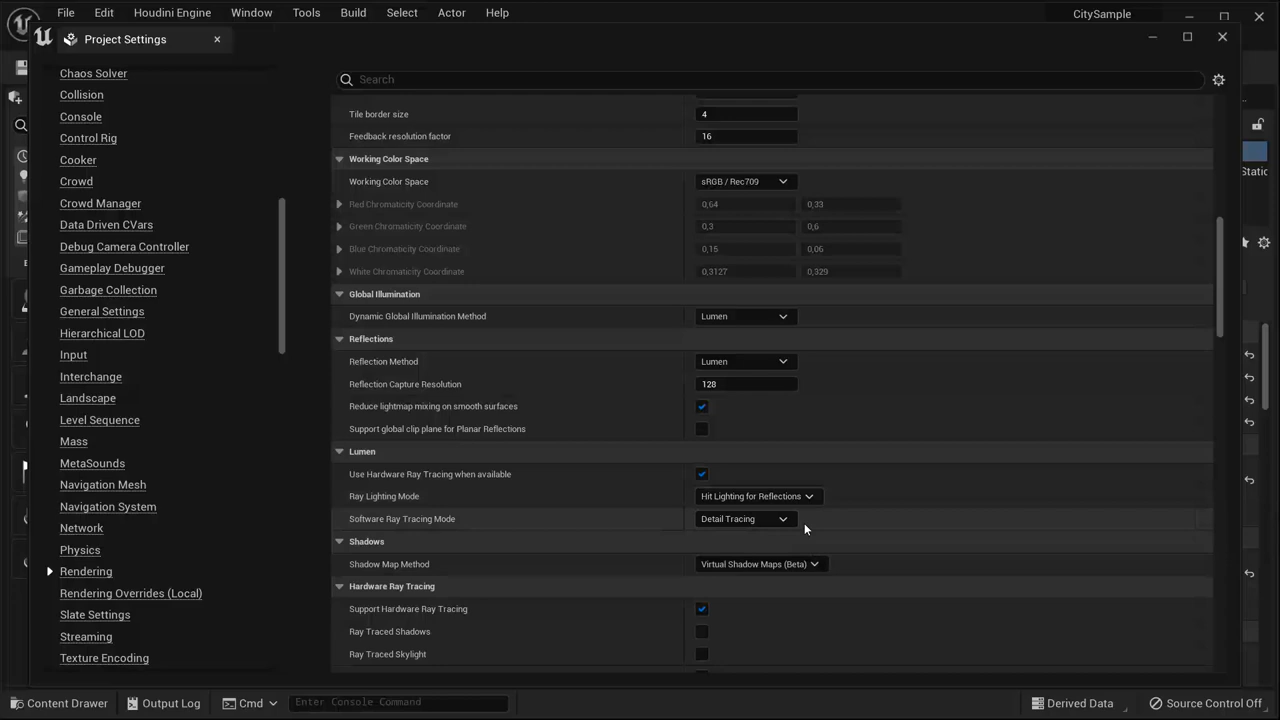 File Edit Houdini Engine Window Tools Build Select Actor Help CitySample
Project Settings
Search
Chaos Solver
Collision
Console
Control Rig
Cooker
Crowd
Crowd Manager
Data Driven CVars
Debug Camera Controller
Gameplay Debugger
Garbage Collection
General Settings
Hierarchical LOD
Input
Interchange
Landscape
Level Sequence
Mass
MetaSounds
Navigation Mesh
Navigation System
Network
Physics
Rendering
Rendering Overrides (Local)
Slate Settings
Streaming
Texture Encoding
Tile border size 4
Feedback resolution factor 16
Working Color Space
Working Color Space sRGB / Rec709
Red Chromaticity Coordinate 0,64 0,33
Green Chromaticity Coordinate 0,3 0,6
Blue Chromaticity Coordinate 0,15 0,06
White Chromaticity Coordinate 0,3127 0,329
Global Illumination
Dynamic Global Illumination Method Lumen
Reflections
Reflection Method Lumen
Reflection Capture Resolution 128
Reduce lightmap mixing on smooth surfaces
Support global clip plane for Planar Reflections
Lumen
Use Hardware Ray Tracing when available
Ray Lighting Mode Hit Lighting for Reflections
Software Ray Tracing Mode Detail Tracing
Shadows
Shadow Map Method Virtual Shadow Maps (Beta)
Hardware Ray Tracing
Support Hardware Ray Tracing
Ray Traced Shadows
Ray Traced Skylight
Static
Content Drawer Output Log Cmd Enter Console Command Derived Data Source Control Off